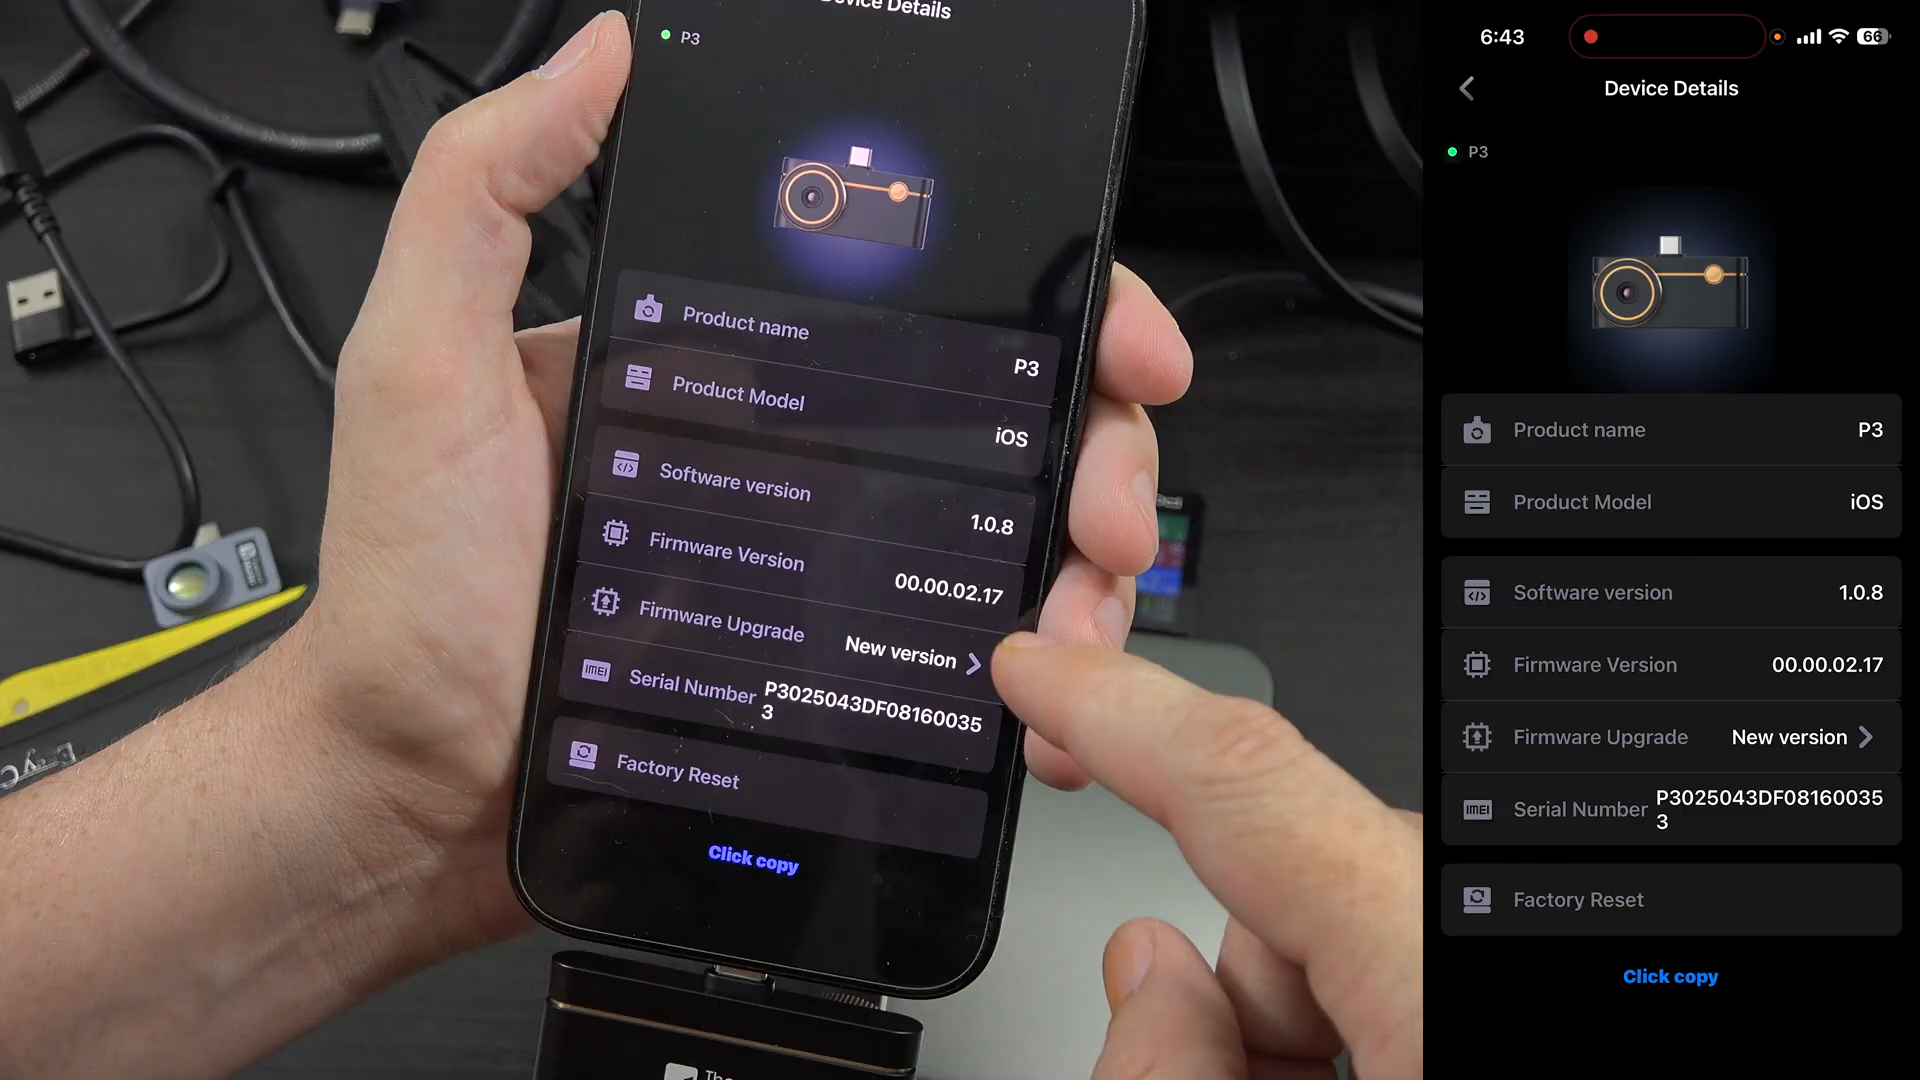 Device Details
P3
Product name
P3
Product Model
iOS
Software version
1.0.8
Firmware Version
00.00.02.17
Firmware Upgrade
New version
Serial Number
P3025043DF08160035
3
Factory Reset
Click copy
6:43
66
Device Details
P3
Product name
P3
Product Model
iOS
Software version
1.0.8
Firmware Version
00.00.02.17
Firmware Upgrade
New version
IMEI
Serial Number
P3025043DF08160035
3
Factory Reset
Click copy